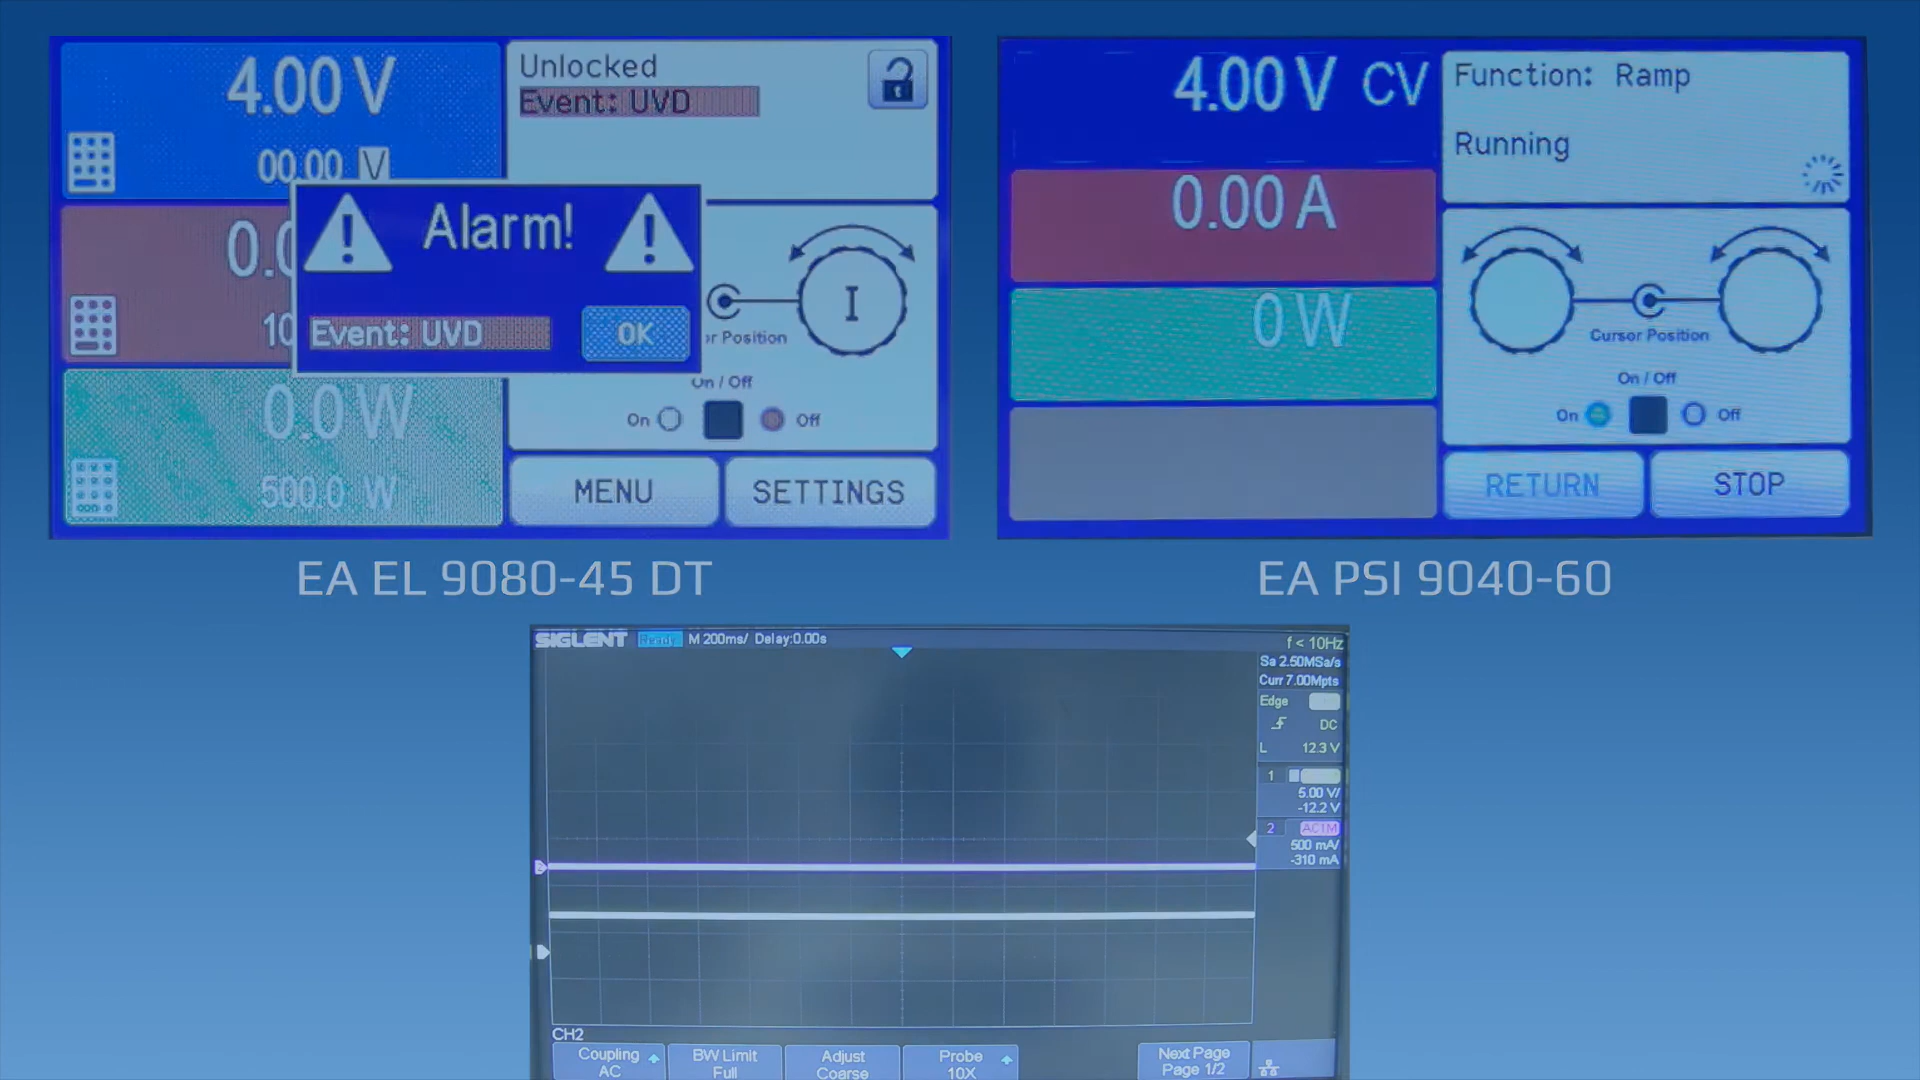 4.00 V
00.00 V
Unlocked
Event: UVD
Alarm!
Event: UVD
OK
0.0
10
I
Position
On / Off
On
Off
0.0 W
500.0 W
MENU
SETTINGS
EA EL 9080-45 DT
4.00 V CV
0.00 A
0 W
Function: Ramp
Running
Cursor Position
On / Off
On
Off
RETURN
STOP
EA PSI 9040-60
SIGLENT Ready M 200ms/ Delay:0.00s
f < 10Hz
Sa 2.50MSa/s
Curr 7.00Mpts
Edge
DC
L 12.3 V
1
5.00 V/
-12.2 V
2 AC1M
500 mA/
-310 mA
CH2
Coupling
AC
BW Limit
Full
Adjust
Coarse
Probe
10X
Next Page
Page 1/2